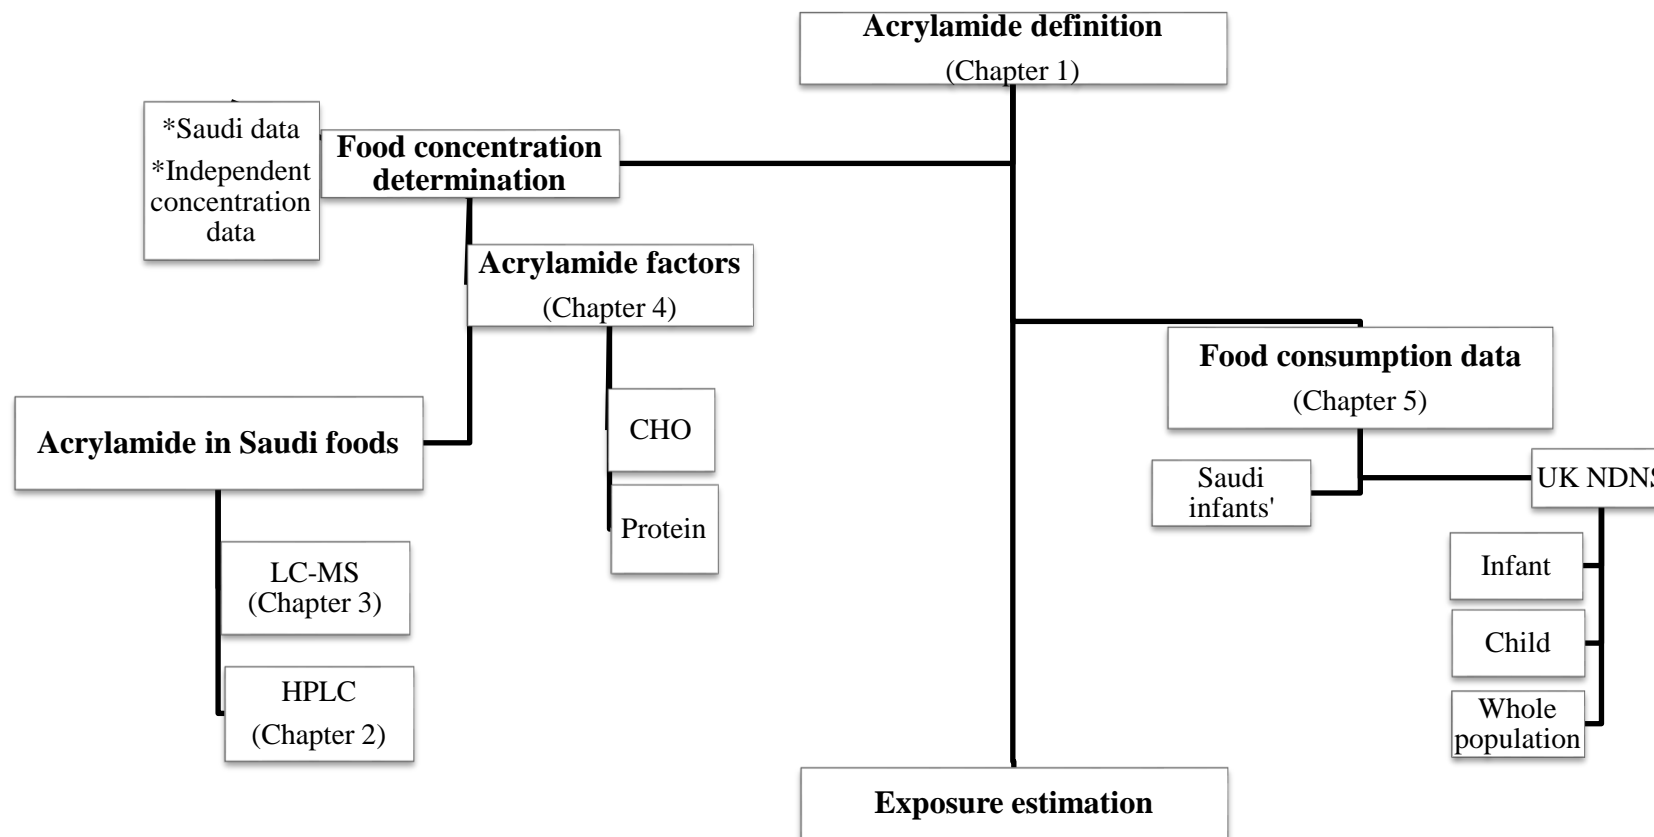 Acrylamide definition
(Chapter 1)
*Saudi data
*Independent
concentration
data
Food concentration
determination
Acrylamide factors
(Chapter 4)
CHO
Protein
Acrylamide in Saudi foods
LC-MS
(Chapter 3)
HPLC
(Chapter 2)
Food consumption data
(Chapter 5)
Saudi
infants'
UK NDNS
Infant
Child
Whole
population
Exposure estimation